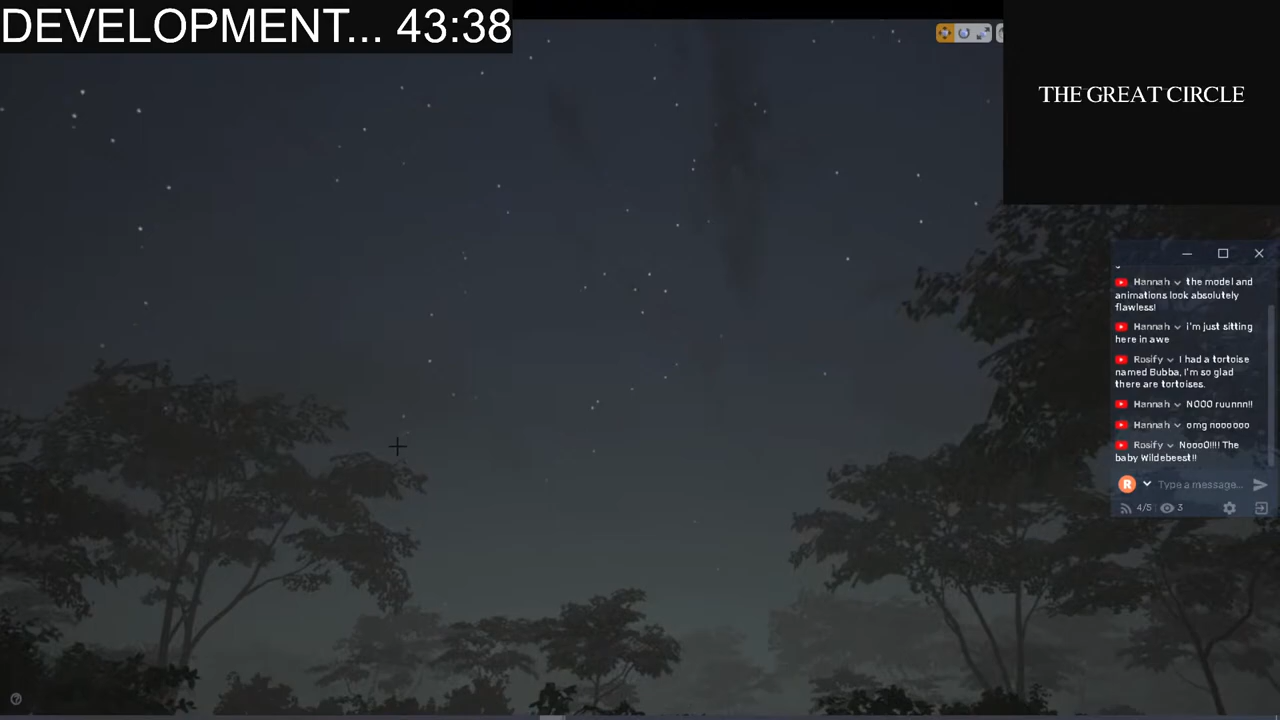 DEVELOPMENT... 43:38
THE GREAT CIRCLE
Hannah the model and
animations look absolutely
flawless!
Hannah i'm just sitting
here in awe
Rosify I had a tortoise
named Bubba, I'm so glad
there are tortoises.
Hannah NOOO ruunnn!!
Hannah omg nooooooo
Rosify NoooO!!!! The
baby Wildebeest!!
R Type a message...
4/5 3